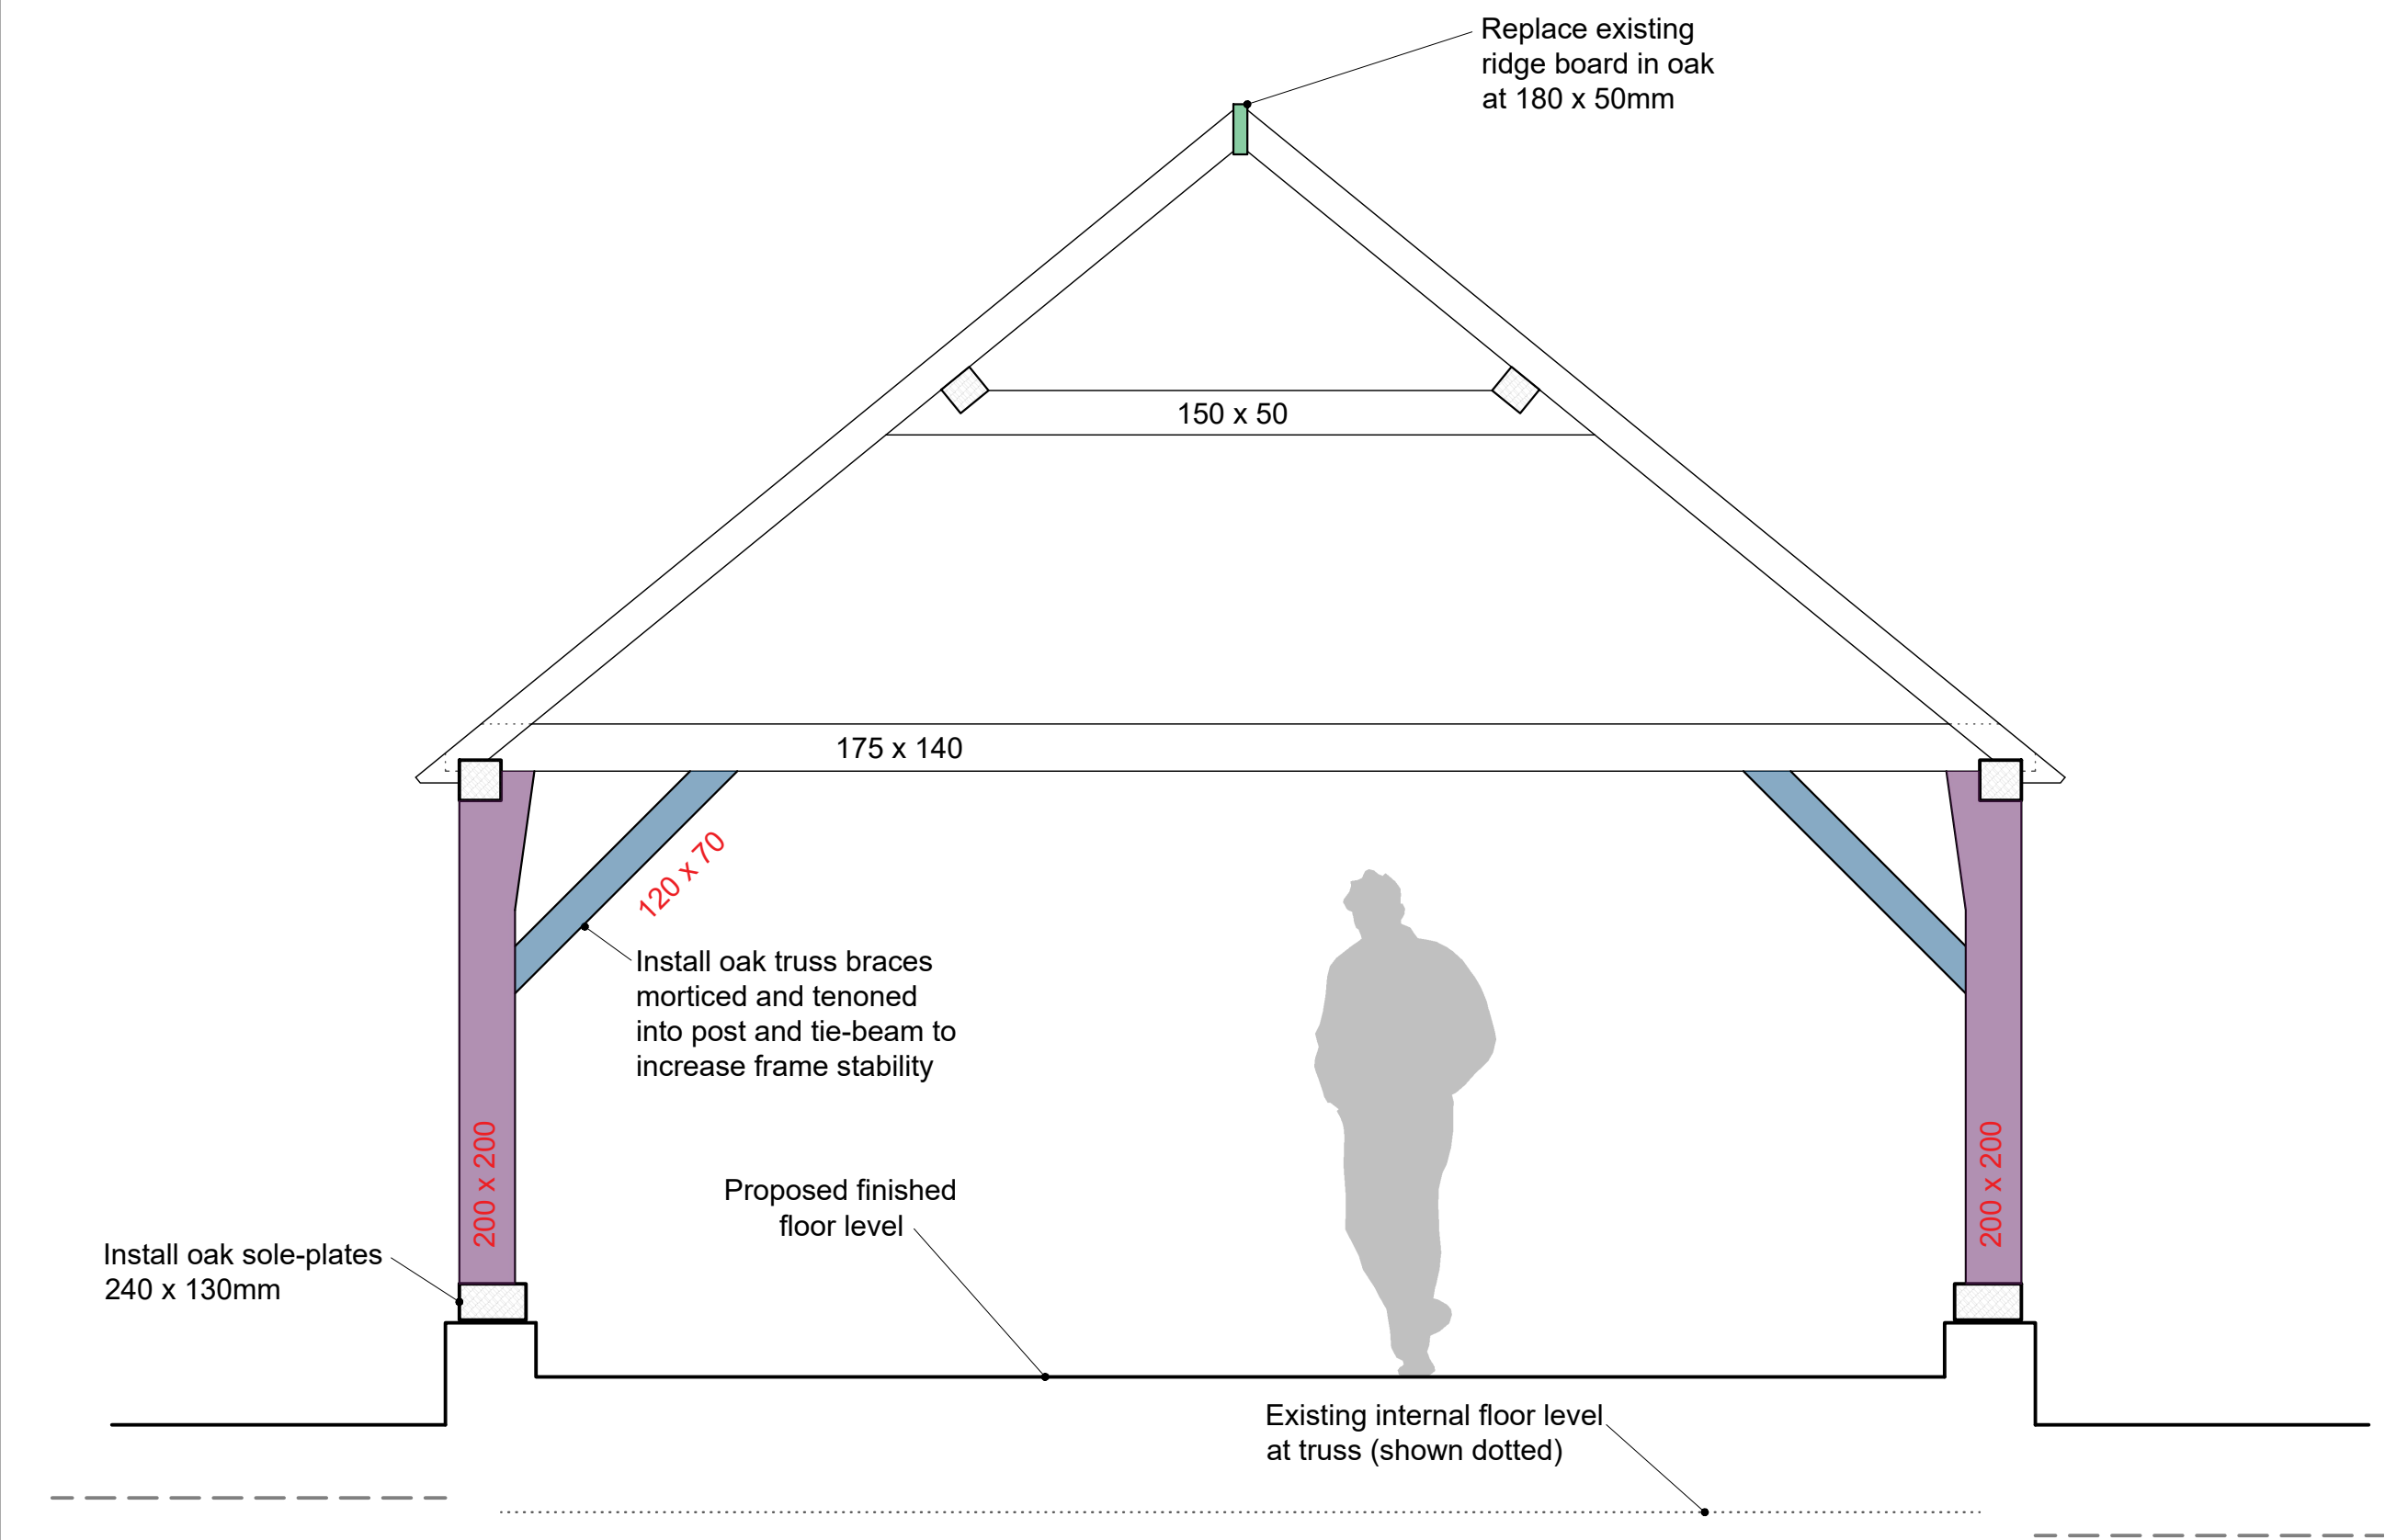 Replace existing
ridge board in oak
at 180 x 50mm
150 x 50
175 x 140
120 x 70
Install oak truss braces
morticed and tenoned
into post and tie-beam to
increase frame stability
200 x 200
200 x 200
Proposed finished
floor level
Install oak sole-plates
240 x 130mm
Existing internal floor level
at truss (shown dotted)